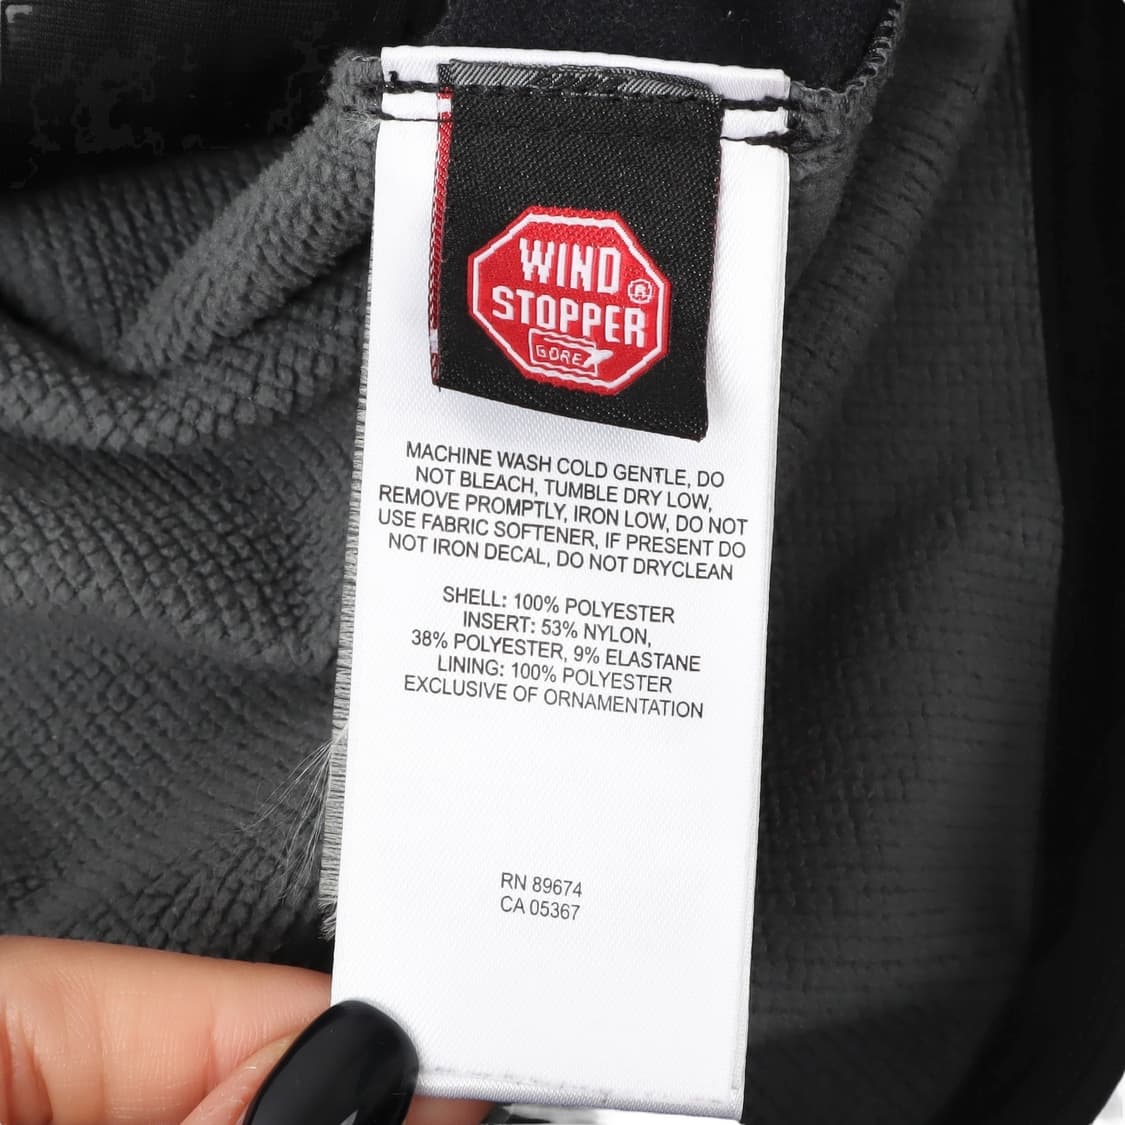 WIND
STOPPER®
GORE
MACHINE WASH COLD GENTLE, DO
NOT BLEACH, TUMBLE DRY LOW,
REMOVE PROMPTLY, IRON LOW, DO NOT
USE FABRIC SOFTENER, IF PRESENT DO
NOT IRON DECAL, DO NOT DRYCLEAN
SHELL: 100% POLYESTER
INSERT: 53% NYLON,
38% POLYESTER, 9% ELASTANE
LINING: 100% POLYESTER
EXCLUSIVE OF ORNAMENTATION
RN 89674
CA 05367